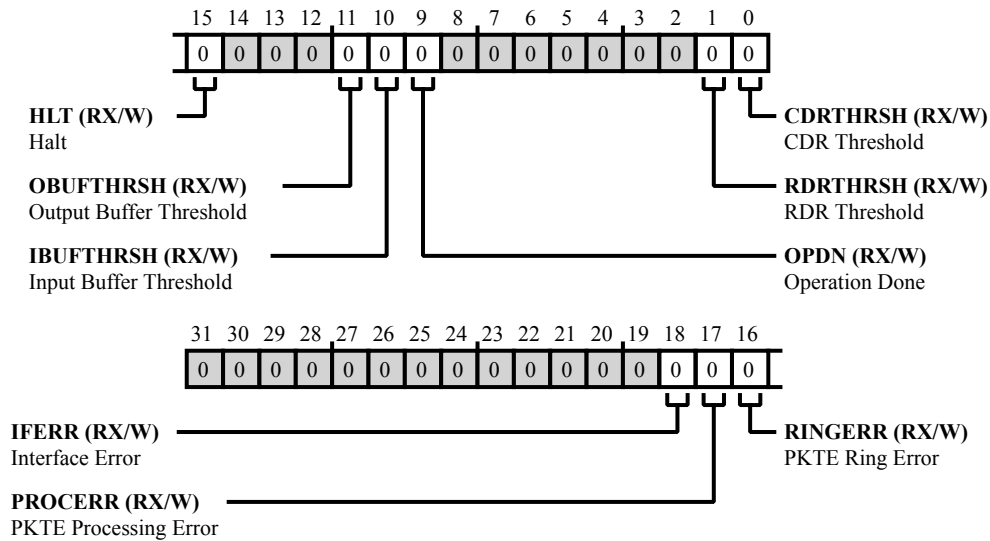 15 14 13 12 11 10 9 8 7 6 5 4 3 2 1 0
0 0 0 0 0 0 0 0 0 0 0 0 0 0 0 0
HLT (RX/W)
Halt
CDRTHRSH (RX/W)
CDR Threshold
OBUFTHRSH (RX/W)
Output Buffer Threshold
RDRTHRSH (RX/W)
RDR Threshold
IBUFTHRSH (RX/W)
Input Buffer Threshold
OPDN (RX/W)
Operation Done
31 30 29 28 27 26 25 24 23 22 21 20 19 18 17 16
0 0 0 0 0 0 0 0 0 0 0 0 0 0 0 0
IFERR (RX/W)
Interface Error
RINGERR (RX/W)
PKTE Ring Error
PROCERR (RX/W)
PKTE Processing Error